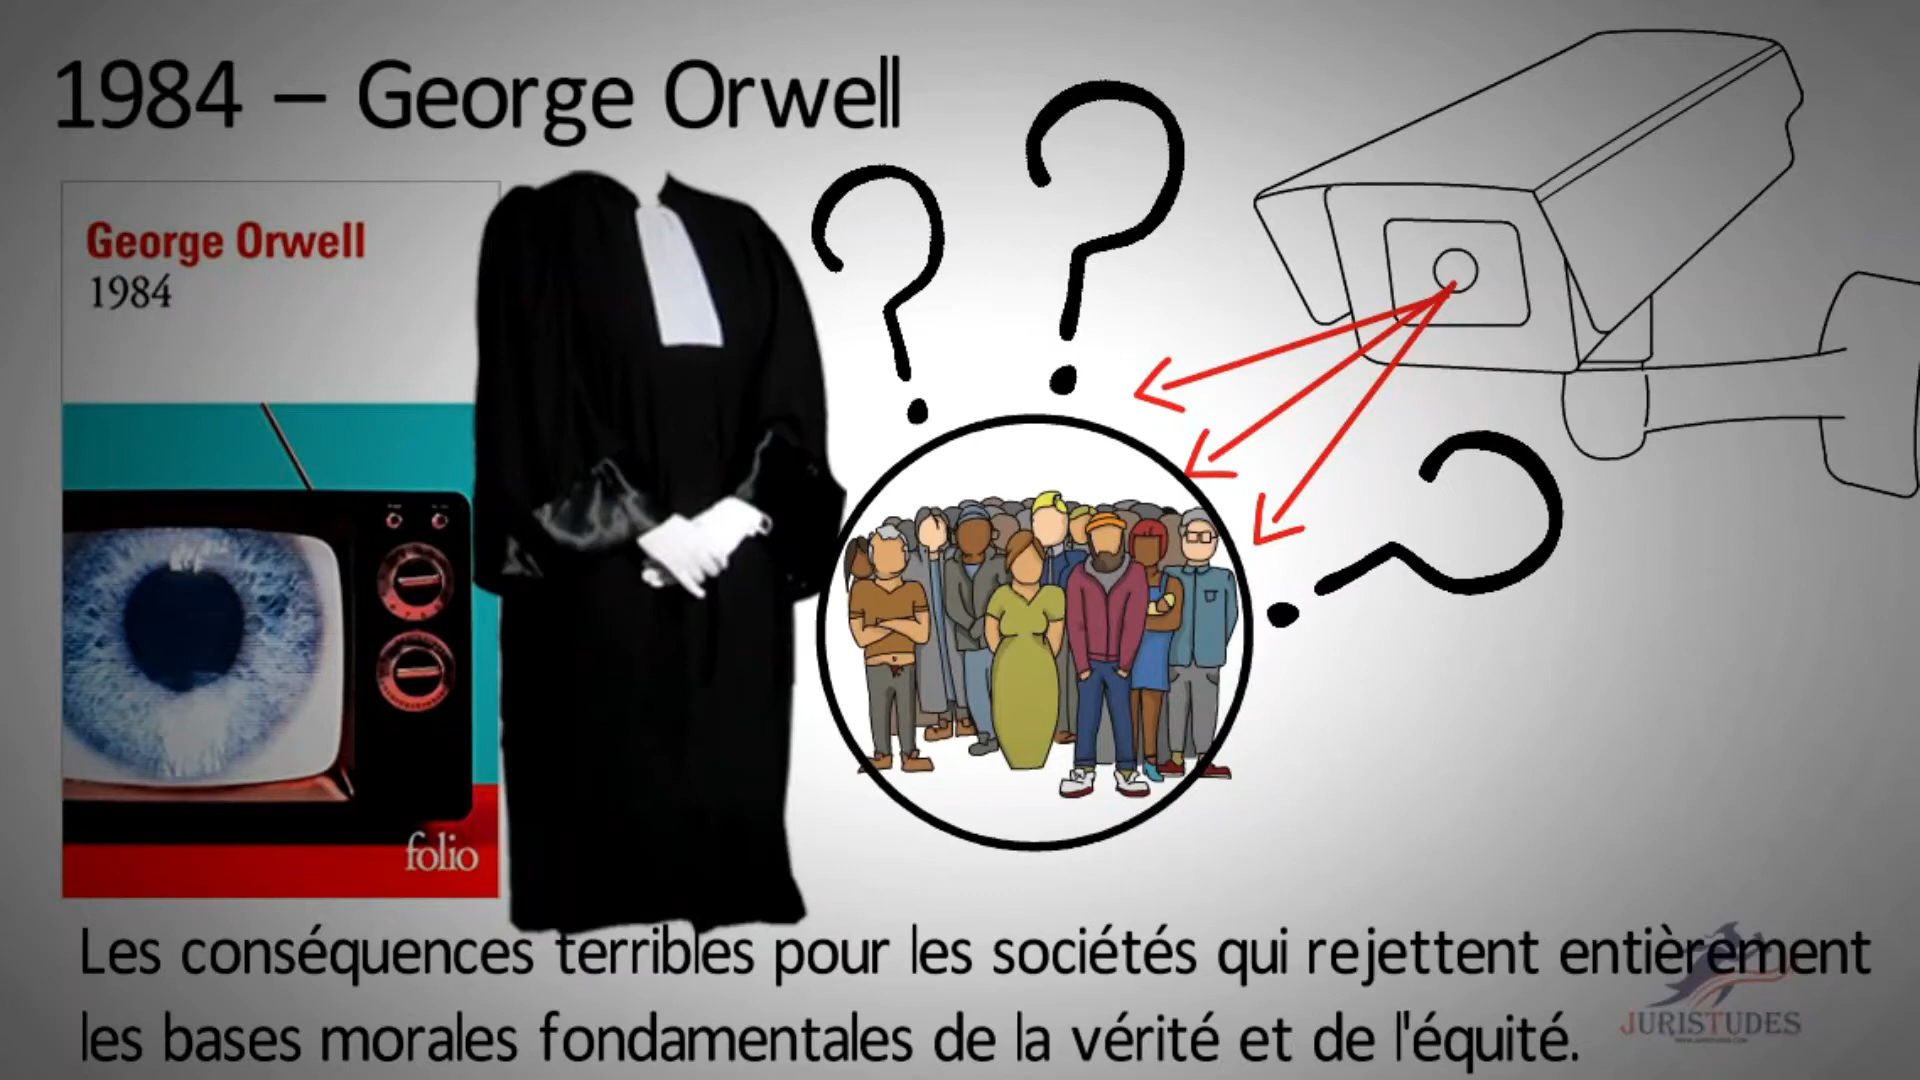 1984 – George Orwell
George Orwell
1984
folio
Les conséquences terribles pour les sociétés qui rejettent entièrement
les bases morales fondamentales de la vérité et de l'équité.
JURISTUDES